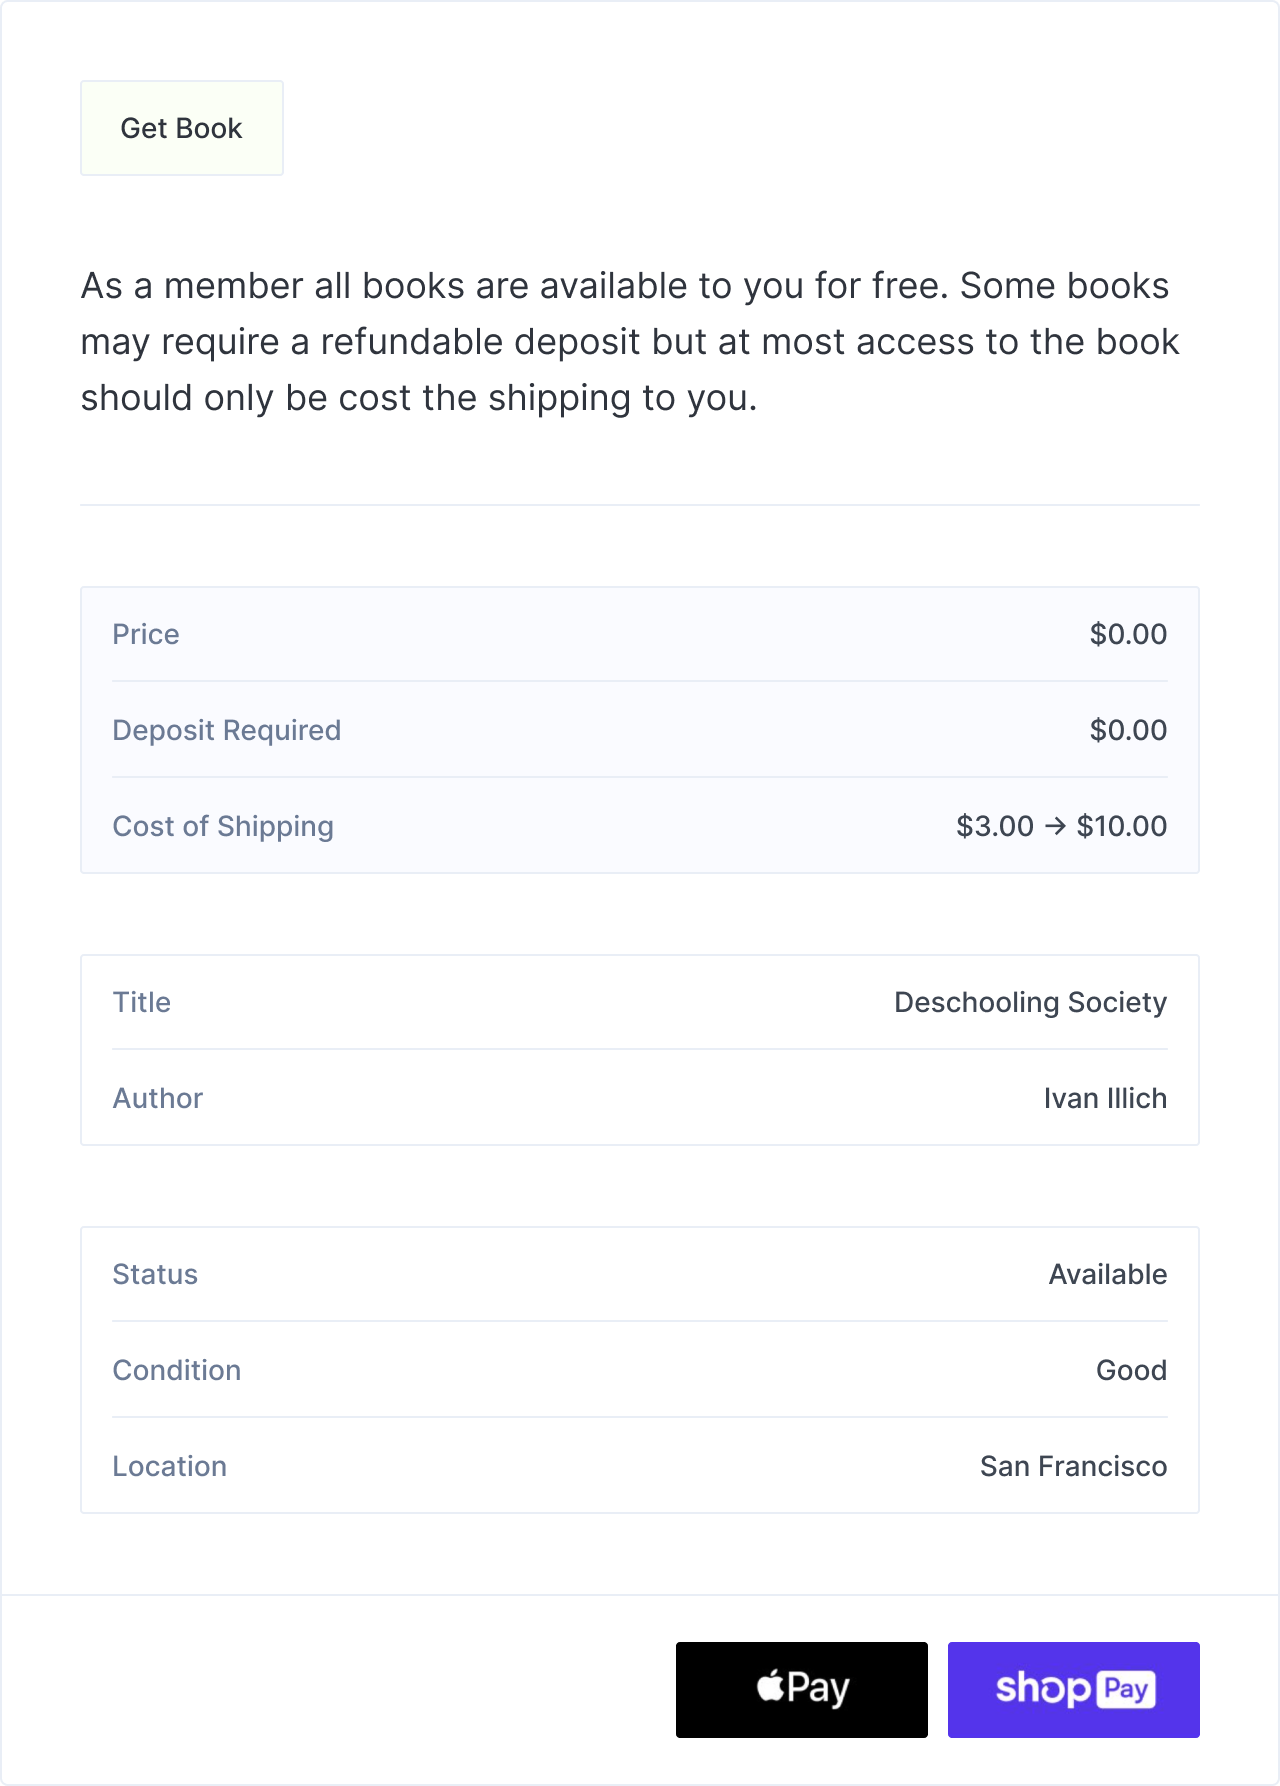 Get Book
As a member all books are available to you for free. Some books
may require a refundable deposit but at most access to the book
should only be cost the shipping to you.
Price $0.00
Deposit Required $0.00
Cost of Shipping $3.00 → $10.00
Title Deschooling Society
Author Ivan Illich
Status Available
Condition Good
Location San Francisco
Pay shop Pay